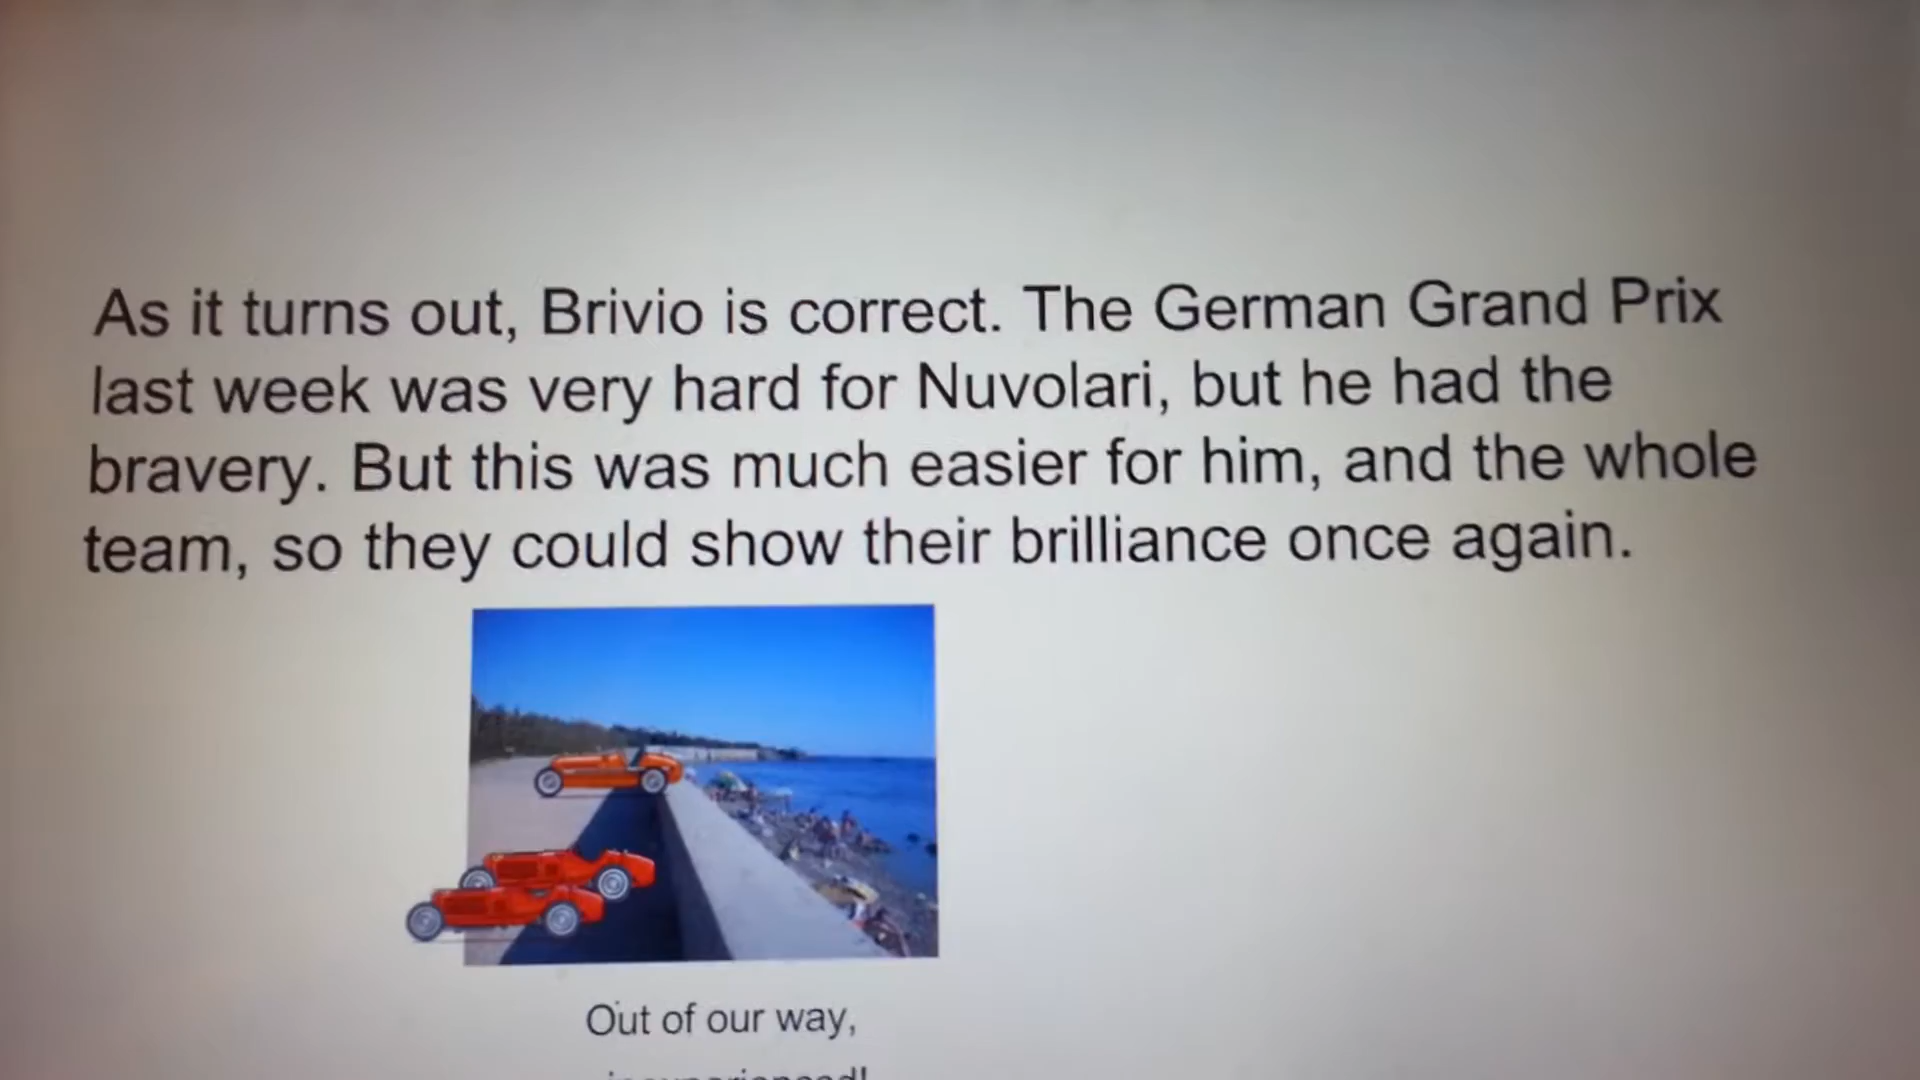 As it turns out, Brivio is correct. The German Grand Prix
last week was very hard for Nuvolari, but he had the
bravery. But this was much easier for him, and the whole
team, so they could show their brilliance once again.
Out of our way,
inexperienced!